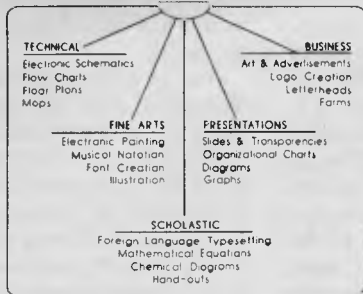 TECHNICAL
Electronic Schematics
Flow Charts
Floor Plans
Maps
BUSINESS
Art & Advertisements
Logo Creation
Letterheads
Forms
FINE ARTS
Electronic Painting
Musical Notation
Font Creation
Illustration
PRESENTATIONS
Slides & Transparencies
Organizational Charts
Diagrams
Graphs
SCHOLASTIC
Foreign Language Typesetting
Mathematical Equations
Chemical Diagrams
Hand-outs